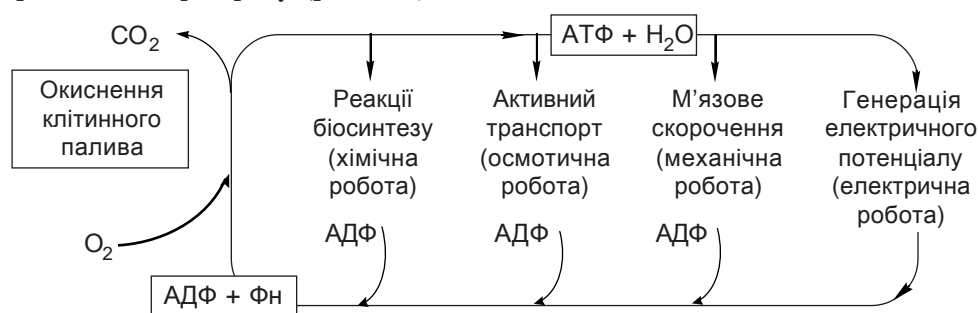 CO₂
АТФ + H₂O
Окиснення
клітинного
палива
Реакції
біосинтезу
(хімічна
робота)
Активний
транспорт
(осмотична
робота)
М’язове
скорочення
(механічна
робота)
Генерація
електричного
потенціалу
(електрична
робота)
O₂
АДФ
АДФ
АДФ
АДФ + Фн